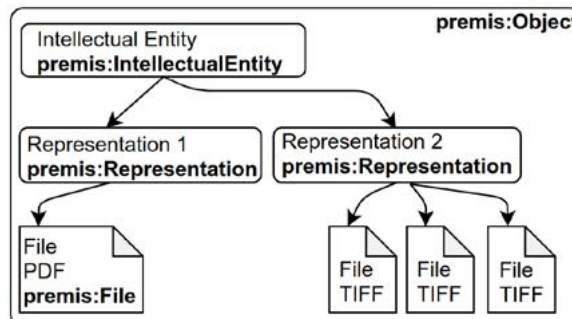 premis:Object
Intellectual Entity
premis:IntellectualEntity
Representation 1
premis:Representation
Representation 2
premis:Representation
File
PDF
premis:File
File
TIFF
File
TIFF
File
TIFF